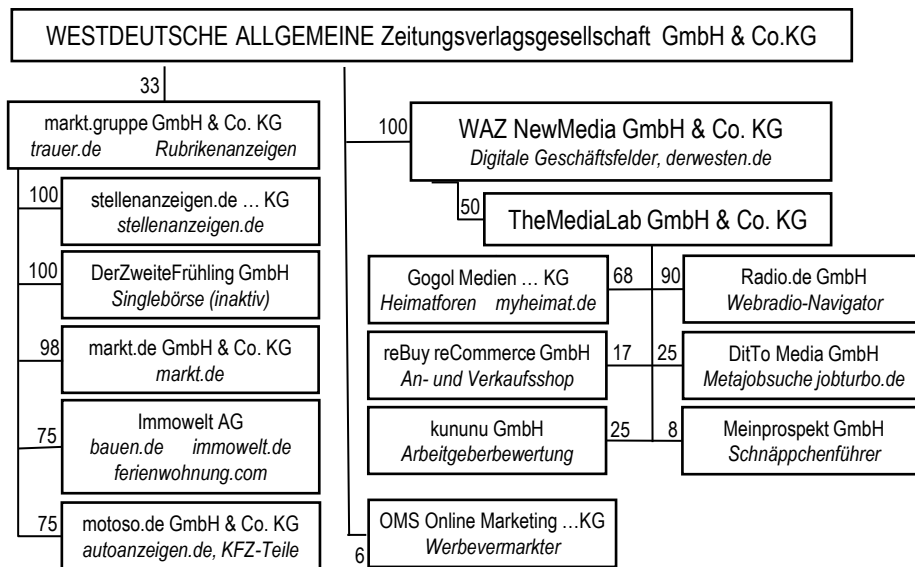 WESTDEUTSCHE ALLGEMEINE Zeitungsverlagsgesellschaft GmbH & Co.KG
33
markt.gruppe GmbH & Co. KG
trauer.de Rubrikenanzeigen
100
stellenanzeigen.de … KG
stellenanzeigen.de
100
DerZweiteFrühling GmbH
Singlebörse (inaktiv)
98
markt.de GmbH & Co. KG
markt.de
75
Immowelt AG
bauen.de immowelt.de
ferienwohnung.com
75
motoso.de GmbH & Co. KG
autoanzeigen.de, KFZ-Teile
100
WAZ NewMedia GmbH & Co. KG
Digitale Geschäftsfelder, derwesten.de
50
TheMediaLab GmbH & Co. KG
Gogol Medien … KG
Heimatforen myheimat.de
68
90
Radio.de GmbH
Webradio-Navigator
reBuy reCommerce GmbH
An- und Verkaufsshop
17
25
DitTo Media GmbH
Metajobsuche jobturbo.de
kununu GmbH
Arbeitgeberbewertung
25
8
Meinprospekt GmbH
Schnäppchenführer
6
OMS Online Marketing …KG
Werbevermarkter